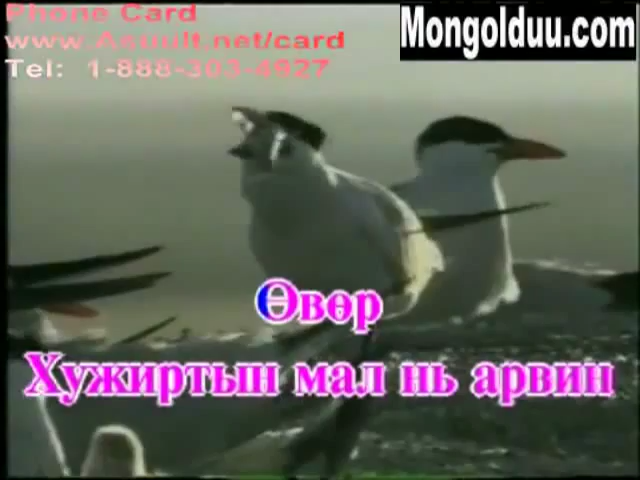 Phone Card
www.Asuult.net/card
Tel: 1-888-303-4927
Mongolduu.com
Өвөр
Хужиртын мал нь арвин